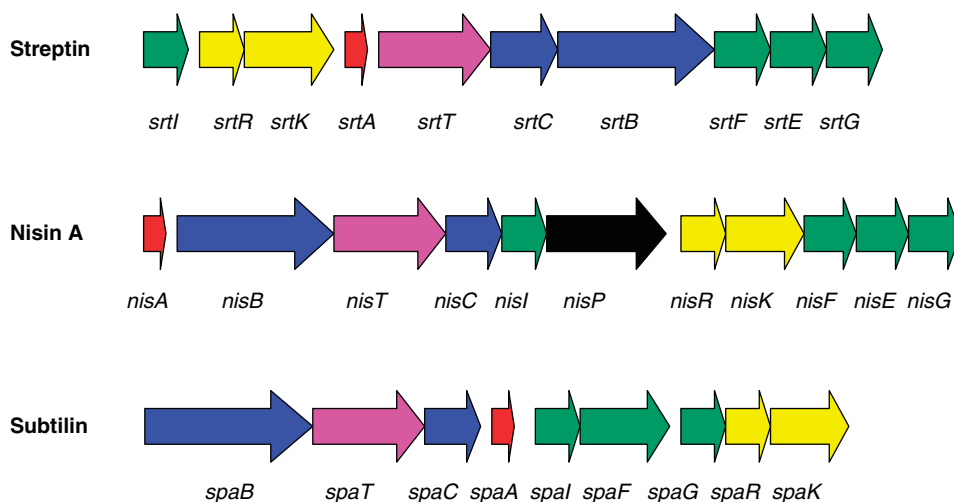 Streptin
srtI srtR srtK srtA srtT srtC srtB srtF srtE srtG
Nisin A
nisA nisB nisT nisC nisI nisP nisR nisK nisF nisE nisG
Subtilin
spaB spaT spaC spaA spaI spaF spaG spaR spaK